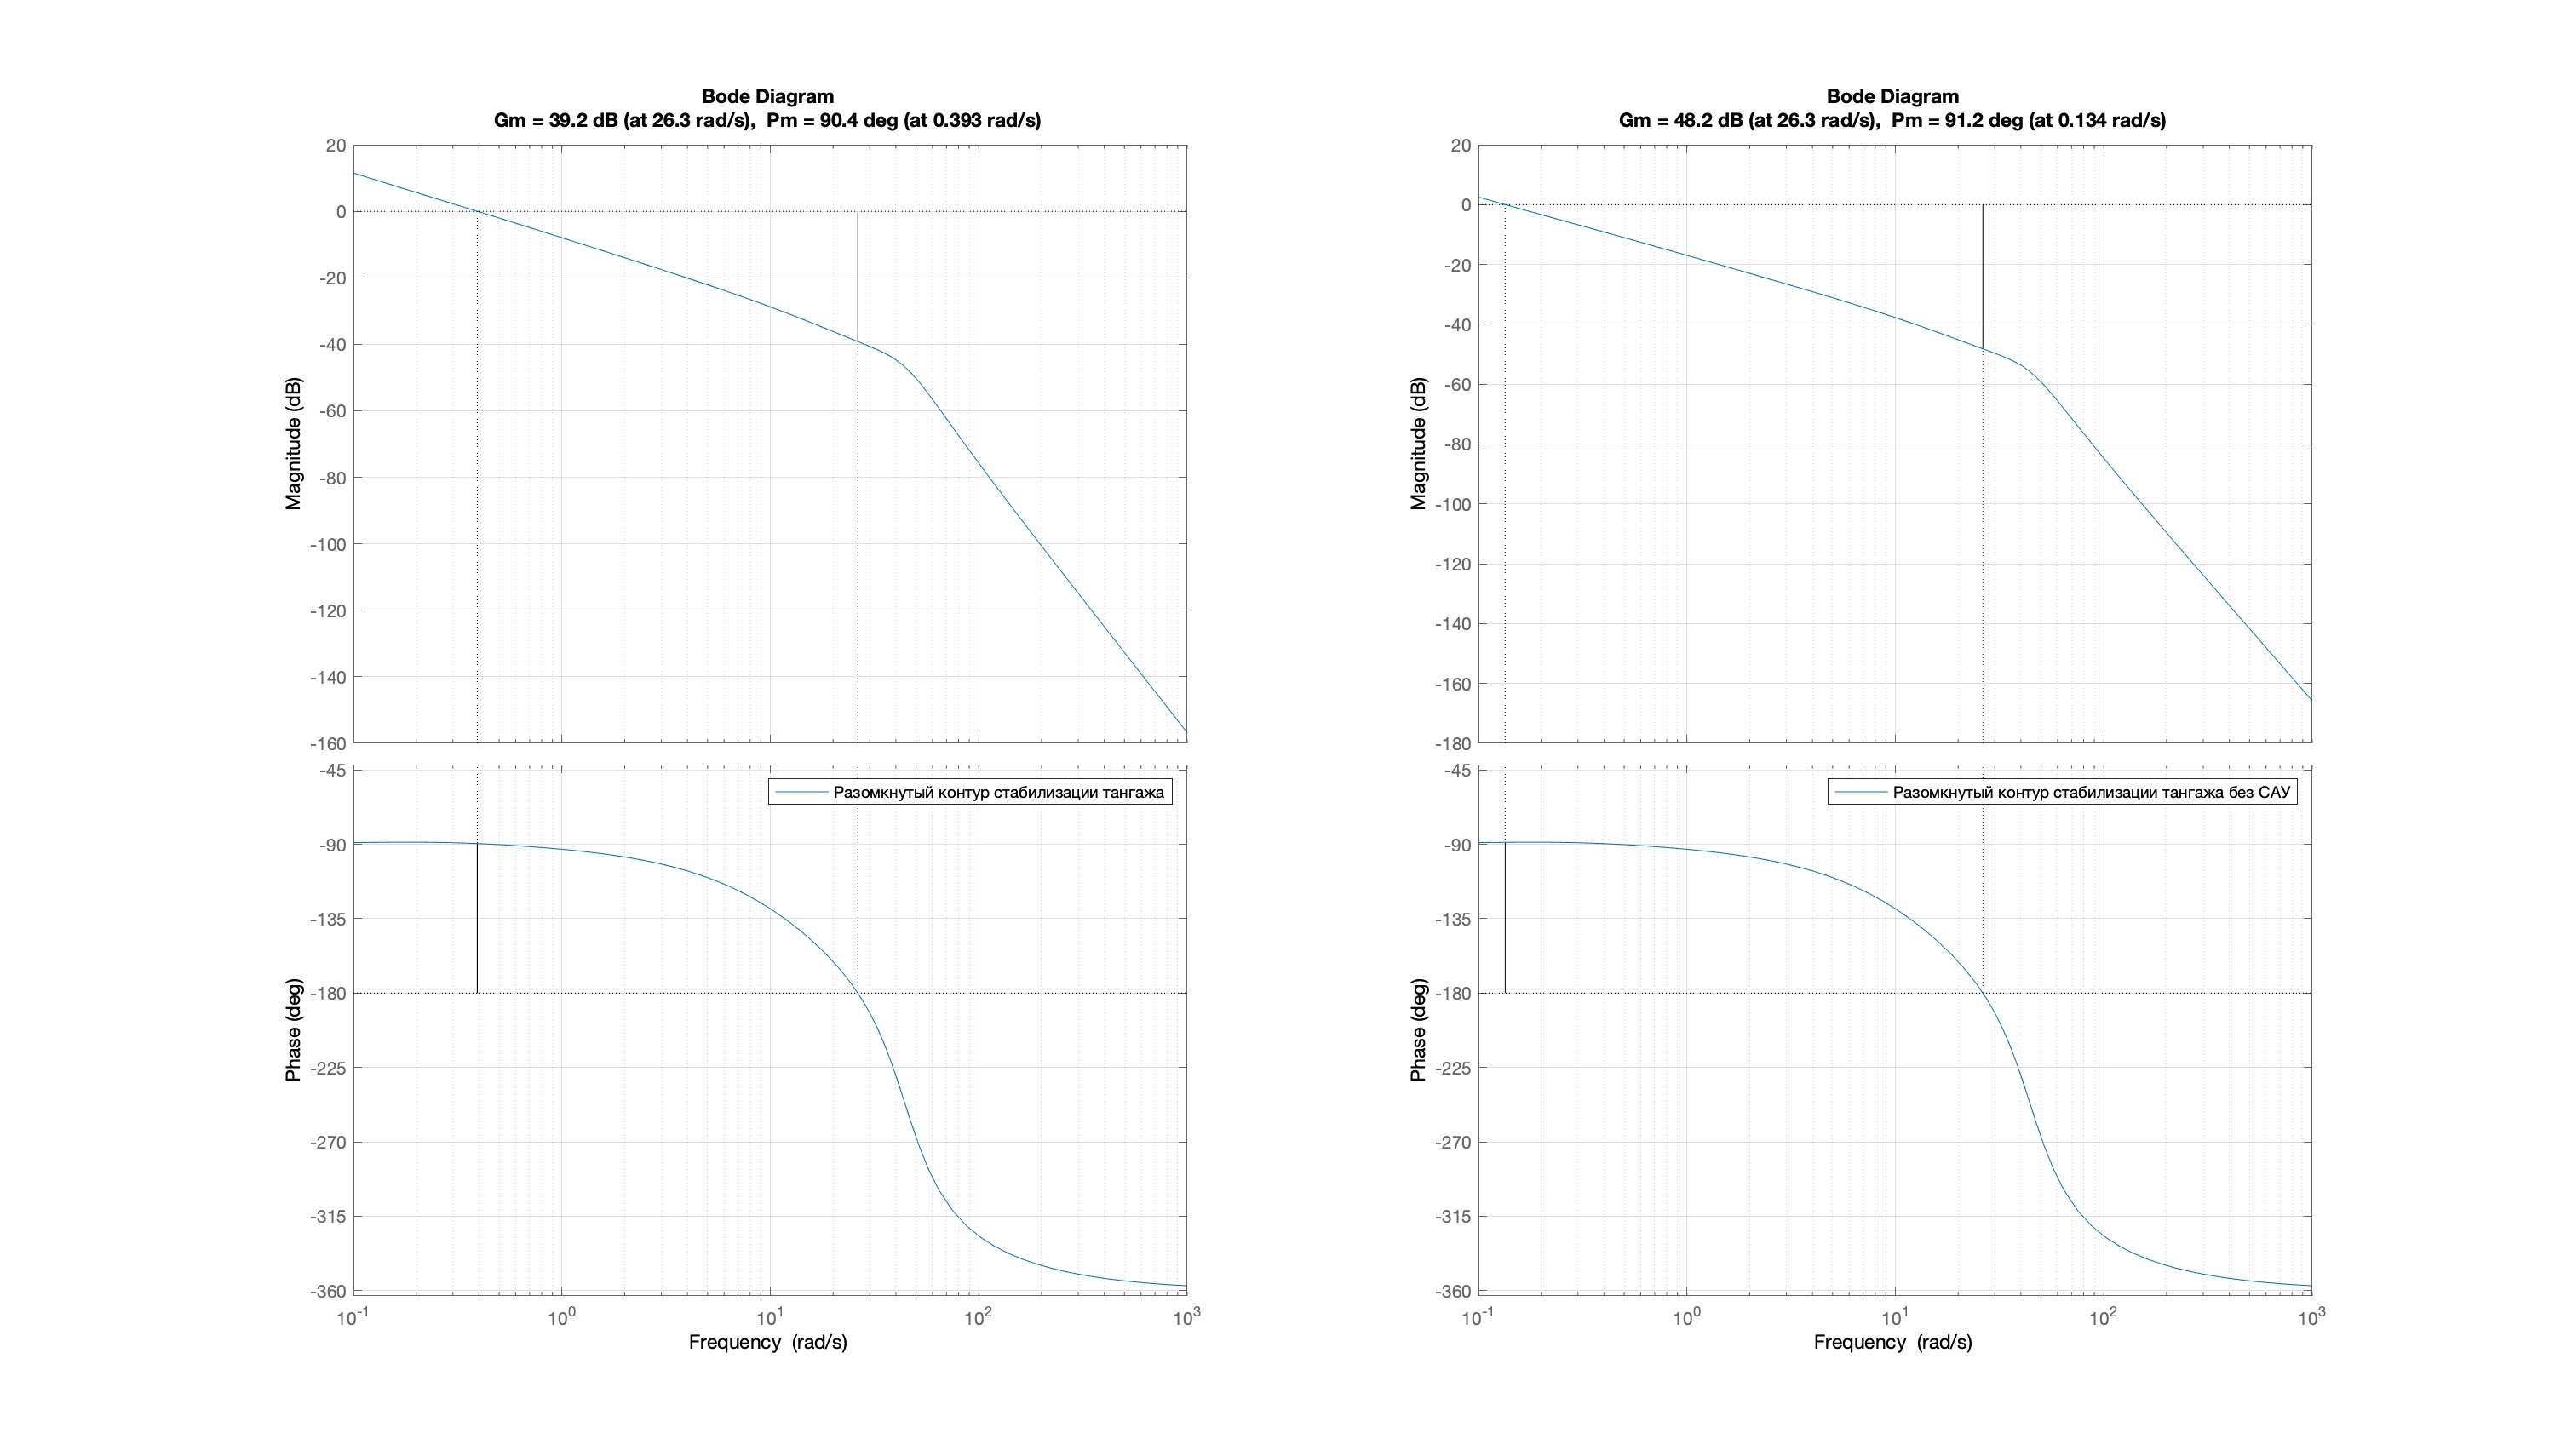 Bode Diagram
Gm = 39.2 dB (at 26.3 rad/s), Pm = 90.4 deg (at 0.393 rad/s)
20
0
-20
-40
-60
-80
-100
-120
-140
-160
Magnitude (dB)
-45
-90
-135
-180
-225
-270
-315
-360
Phase (deg)
Разомкнутый контур стабилизации тангажа
10⁻¹ 10⁰ 10¹ 10² 10³
Frequency (rad/s)
Bode Diagram
Gm = 48.2 dB (at 26.3 rad/s), Pm = 91.2 deg (at 0.134 rad/s)
20
0
-20
-40
-60
-80
-100
-120
-140
-160
-180
Magnitude (dB)
-45
-90
-135
-180
-225
-270
-315
-360
Phase (deg)
Разомкнутый контур стабилизации тангажа без САУ
10⁻¹ 10⁰ 10¹ 10² 10³
Frequency (rad/s)